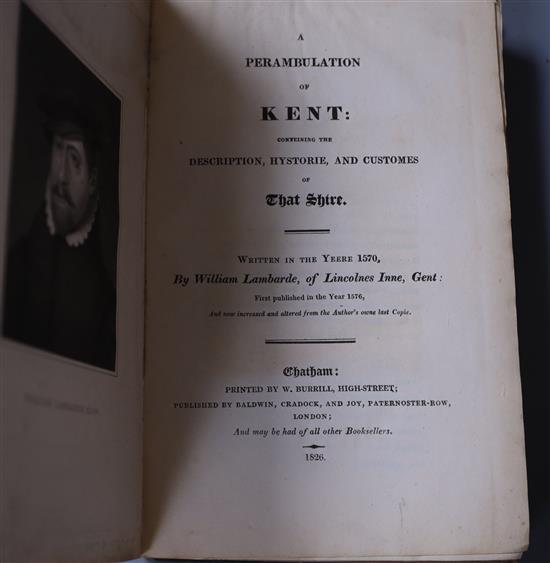 A
PERAMBULATION
OF
KENT:
CONTEINING THE
DESCRIPTION, HYSTORIE, AND CUSTOMES
OF
That Shire.
WRITTEN IN THE YEERE 1570,
By William Lambarde, of Lincolnes Inne, Gent:
First published in the Year 1576,
And now increased and altered from the Author's owne last Copie.
Chatham:
PRINTED BY W. BURRILL, HIGH-STREET;
PUBLISHED BY BALDWIN, CRADOCK, AND JOY, PATERNOSTER-ROW,
LONDON;
And may be had of all other Booksellers.
1826.